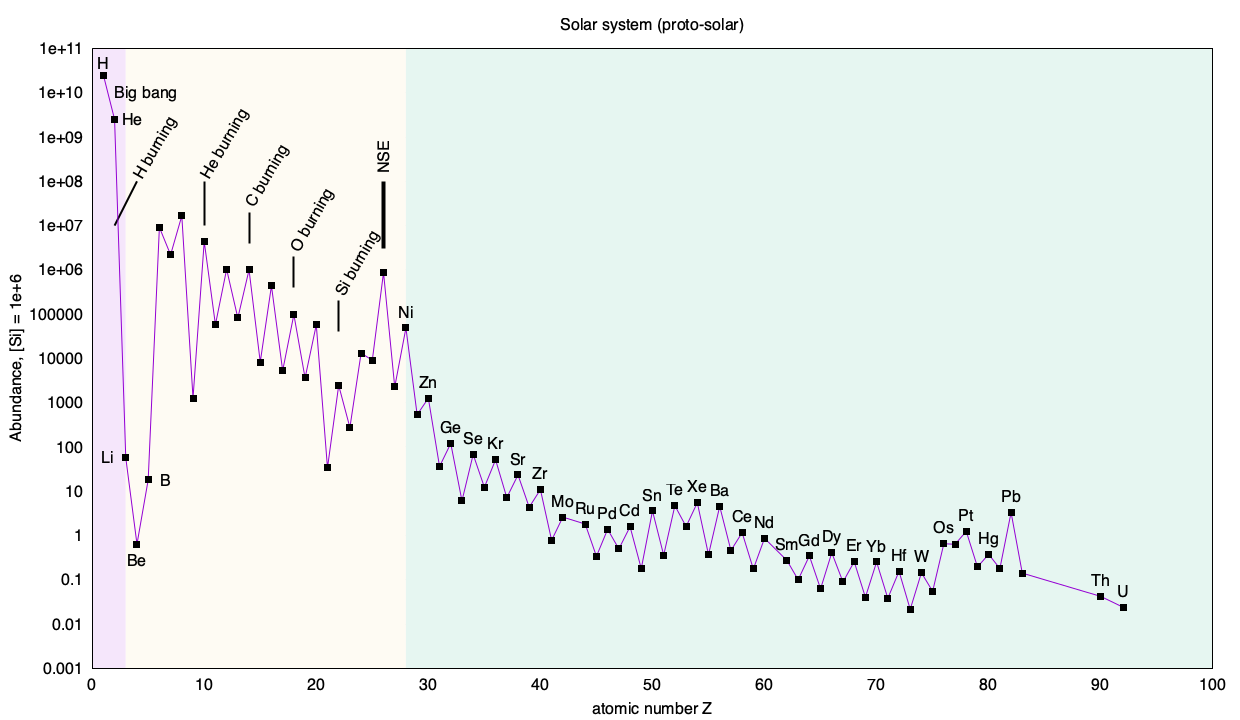 Solar system (proto-solar)
1e+11
1e+10
1e+09
1e+08
1e+07
1e+06
100000
10000
1000
100
10
1
0.1
0.01
0.001
Abundance, [Si] = 1e+6
H
Big bang
He
H burning
He burning
C burning
O burning
Si burning
NSE
Li
Be
B
Ni
Zn
Ge
Se
Kr
Sr
Zr
Mo
Ru
Pd
Cd
Sn
Te
Xe
Ba
Ce
Nd
Sm
Gd
Dy
Er
Yb
Hf
W
Os
Pt
Hg
Pb
Th
U
0 10 20 30 40 50 60 70 80 90 100
atomic number Z